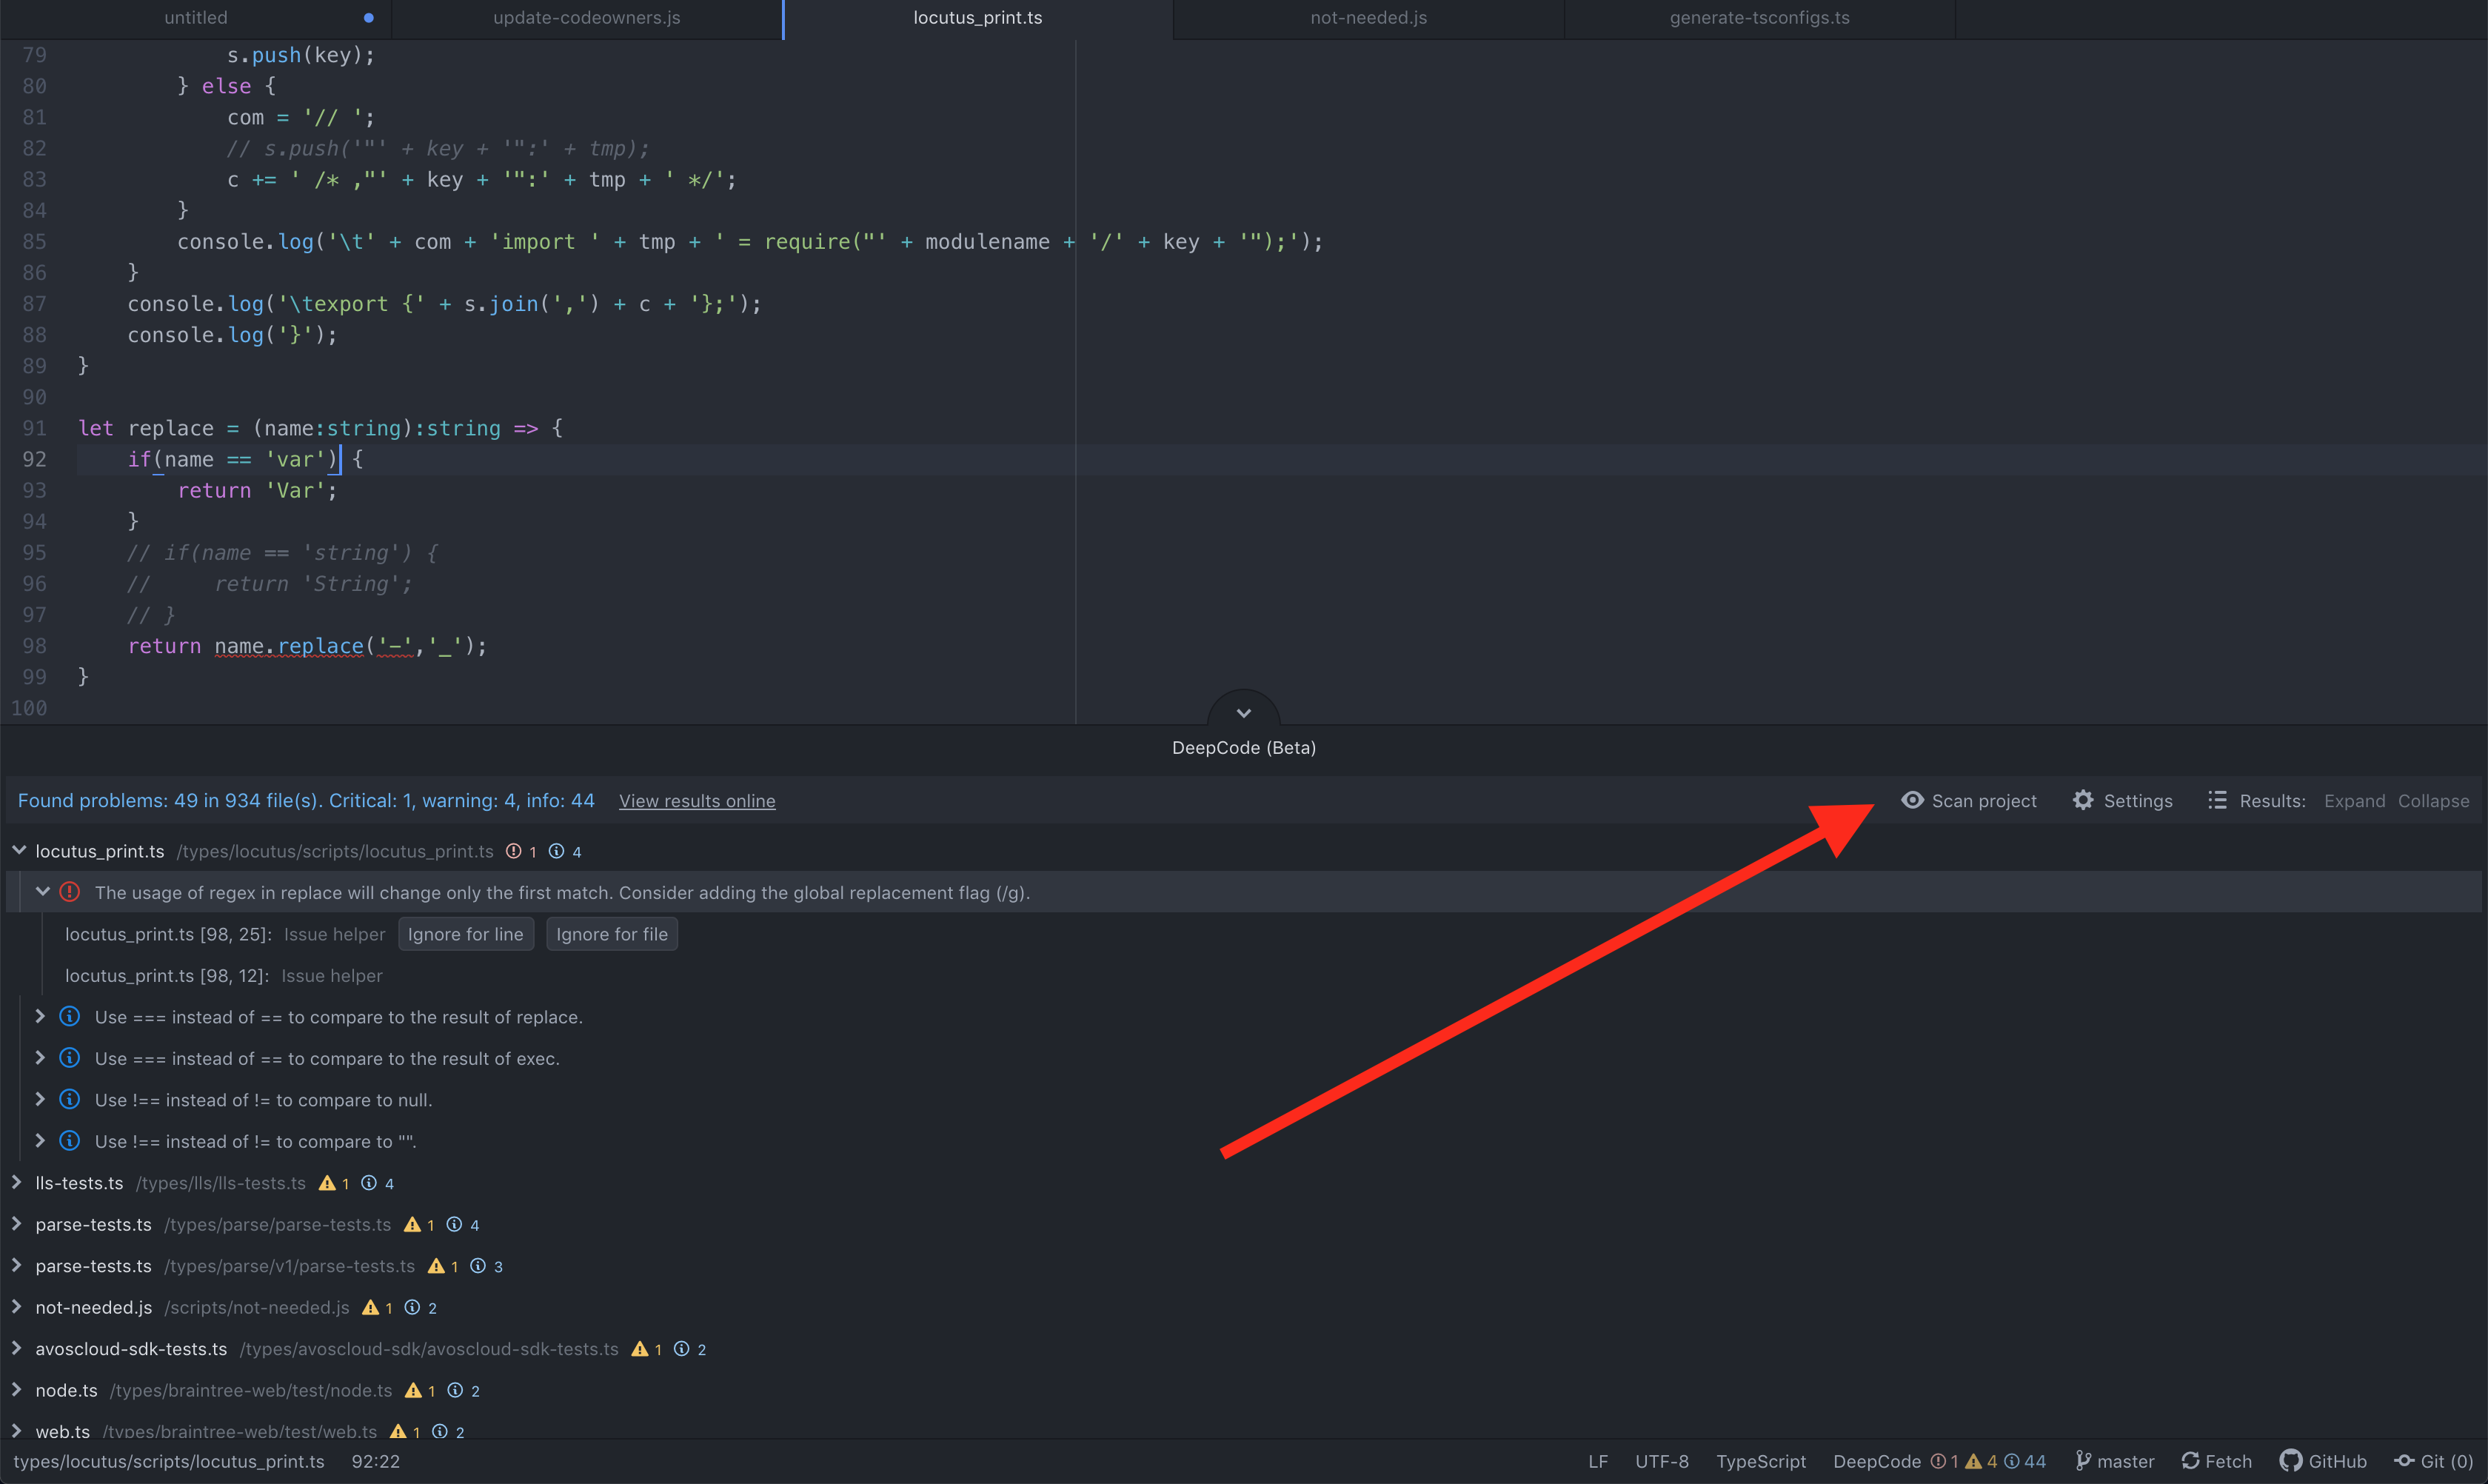 untitled update-codeowners.js locutus_print.ts not-needed.js generate-tsconfigs.ts
79 s.push(key);
80 } else {
81 com = '// ';
82 // s.push('"' + key + '":' + tmp);
83 c += ' /* ,"' + key + '":' + tmp + ' */';
84 }
85 console.log('\t' + com + 'import ' + tmp + ' = require("' + modulename + '/' + key + '");');
86 }
87 console.log('\texport {' + s.join(',') + c + '};');
88 console.log('}');
89 }
90
91 let replace = (name:string):string => {
92 if(name == 'var') {
93 return 'Var';
94 }
95 // if(name == 'string') {
96 // return 'String';
97 // }
98 return name.replace('-','_');
99 }
100
DeepCode (Beta)
Found problems: 49 in 934 file(s). Critical: 1, warning: 4, info: 44 View results online Scan project Settings Results: Expand Collapse
locutus_print.ts /types/locutus/scripts/locutus_print.ts 1 4
The usage of regex in replace will change only the first match. Consider adding the global replacement flag (/g).
locutus_print.ts [98, 25]: Issue helper Ignore for line Ignore for file
locutus_print.ts [98, 12]: Issue helper
Use === instead of == to compare to the result of replace.
Use === instead of == to compare to the result of exec.
Use !== instead of != to compare to null.
Use !== instead of != to compare to "".
lls-tests.ts /types/lls/lls-tests.ts 1 4
parse-tests.ts /types/parse/parse-tests.ts 1 4
parse-tests.ts /types/parse/v1/parse-tests.ts 1 3
not-needed.js /scripts/not-needed.js 1 2
avoscloud-sdk-tests.ts /types/avoscloud-sdk/avoscloud-sdk-tests.ts 1 2
node.ts /types/braintree-web/test/node.ts 1 2
web.ts /types/braintree-web/test/web.ts 1 2
types/locutus/scripts/locutus_print.ts 92:22 LF UTF-8 TypeScript DeepCode 1 4 44 master Fetch GitHub Git (0)